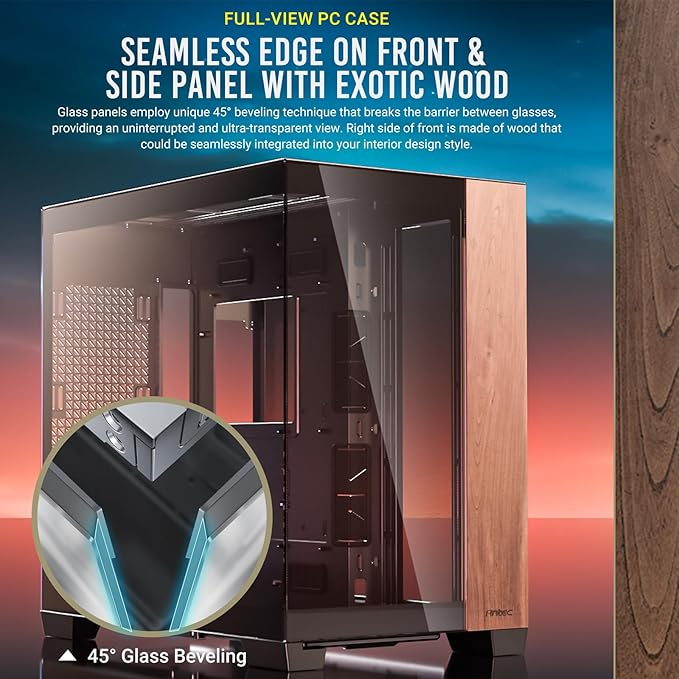 FULL-VIEW PC CASE
SEAMLESS EDGE ON FRONT &
SIDE PANEL WITH EXOTIC WOOD
Glass panels employ unique 45° beveling technique that breaks the barrier between glasses,
providing an uninterrupted and ultra-transparent view. Right side of front is made of wood that
could be seamlessly integrated into your interior design style.
Antec
45° Glass Beveling